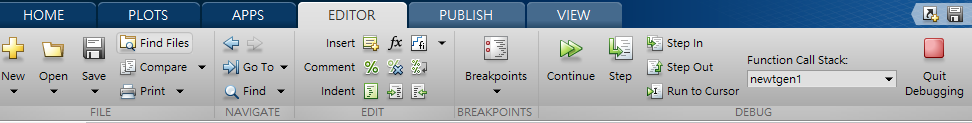 HOME PLOTS APPS EDITOR PUBLISH VIEW
New Open Save
Find Files
Compare
Print
FILE
Go To
Find
NAVIGATE
Insert fx fi
Comment % % %
Indent
EDIT
Breakpoints
BREAKPOINTS
Continue Step
Step In
Step Out
Run to Cursor
Function Call Stack:
newtgen1
Quit
Debugging
DEBUG